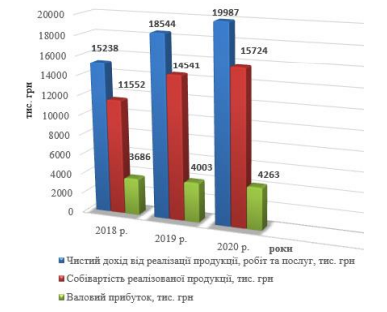 20000
18000
16000
14000
12000
10000
8000
6000
4000
2000
0
тис. грн
15238
11552
3686
18544
14541
4003
19987
15724
4263
2018 р.
2019 р.
2020 р.
роки
Чистий дохід від реалізації продукції, робіт та послуг, тис. грн
Собівартість реалізованої продукції, тис. грн
Валовий прибуток, тис. грн